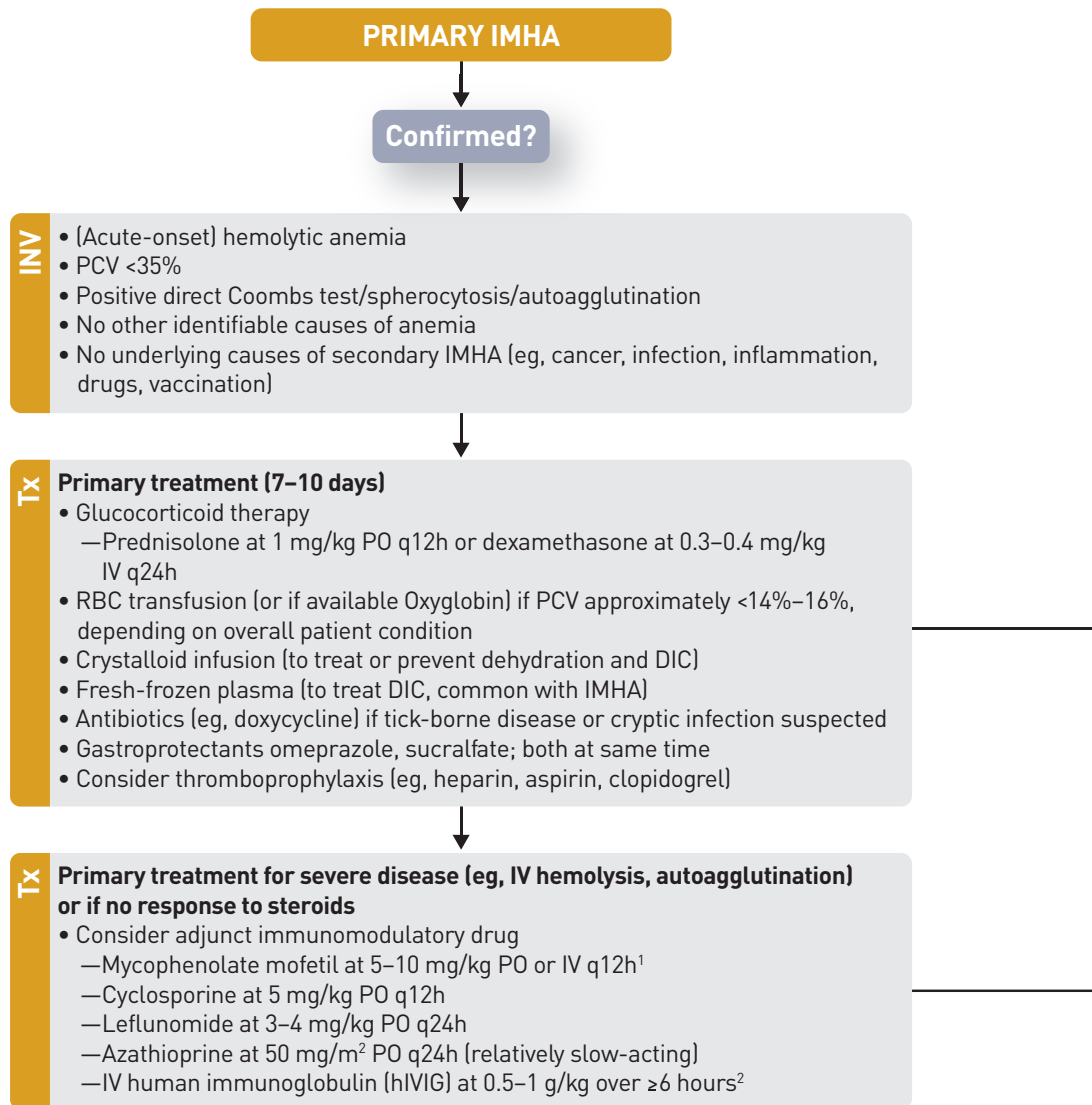 PRIMARY IMHA
Confirmed?
INV
• (Acute-onset) hemolytic anemia
• PCV <35%
• Positive direct Coombs test/spherocytosis/autoagglutination
• No other identifiable causes of anemia
• No underlying causes of secondary IMHA (eg, cancer, infection, inflammation,
drugs, vaccination)
Tx
Primary treatment (7–10 days)
• Glucocorticoid therapy
—Prednisolone at 1 mg/kg PO q12h or dexamethasone at 0.3–0.4 mg/kg
IV q24h
• RBC transfusion (or if available Oxyglobin) if PCV approximately <14%–16%,
depending on overall patient condition
• Crystalloid infusion (to treat or prevent dehydration and DIC)
• Fresh-frozen plasma (to treat DIC, common with IMHA)
• Antibiotics (eg, doxycycline) if tick-borne disease or cryptic infection suspected
• Gastroprotectants omeprazole, sucralfate; both at same time
• Consider thromboprophylaxis (eg, heparin, aspirin, clopidogrel)
Tx
Primary treatment for severe disease (eg, IV hemolysis, autoagglutination)
or if no response to steroids
• Consider adjunct immunomodulatory drug
—Mycophenolate mofetil at 5–10 mg/kg PO or IV q12h¹
—Cyclosporine at 5 mg/kg PO q12h
—Leflunomide at 3–4 mg/kg PO q24h
—Azathioprine at 50 mg/m² PO q24h (relatively slow-acting)
—IV human immunoglobulin (hIVIG) at 0.5–1 g/kg over ≥6 hours²